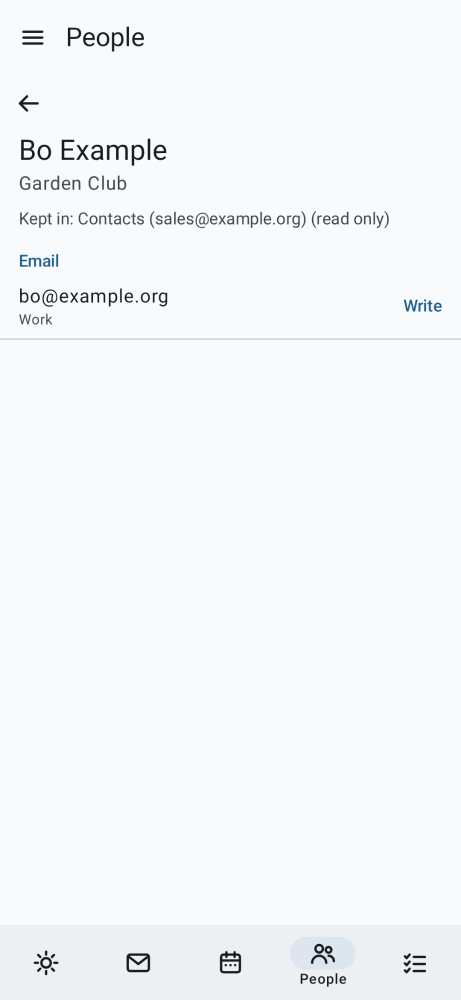 People
Bo Example
Garden Club
Kept in: Contacts (sales@example.org) (read only)
Email
bo@example.org
Work
Write
People